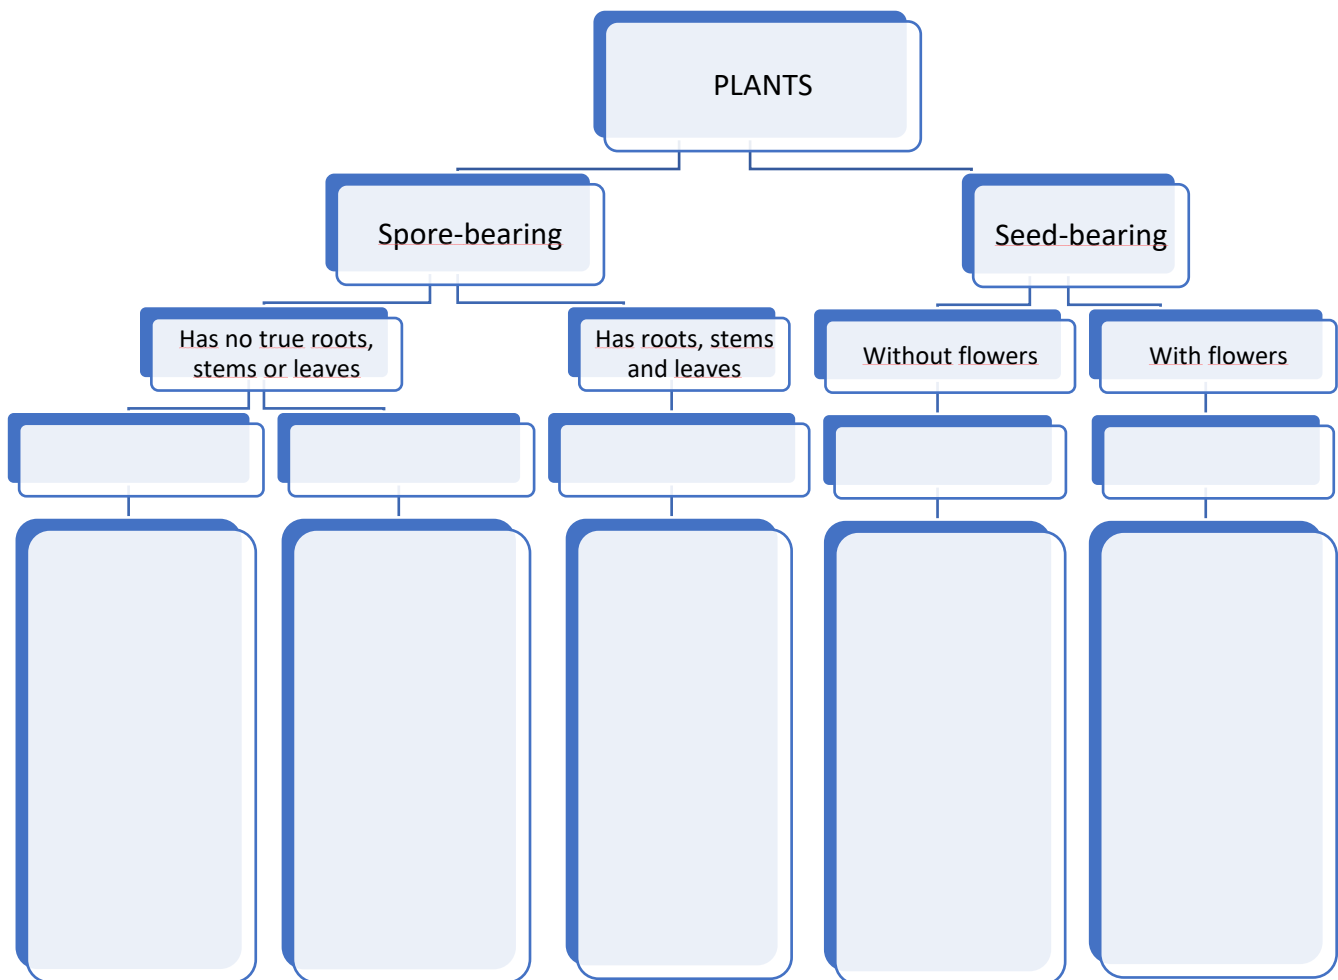 PLANTS
Spore-bearing
Seed-bearing
Has no true roots,
stems or leaves
Has roots, stems
and leaves
Without flowers
With flowers